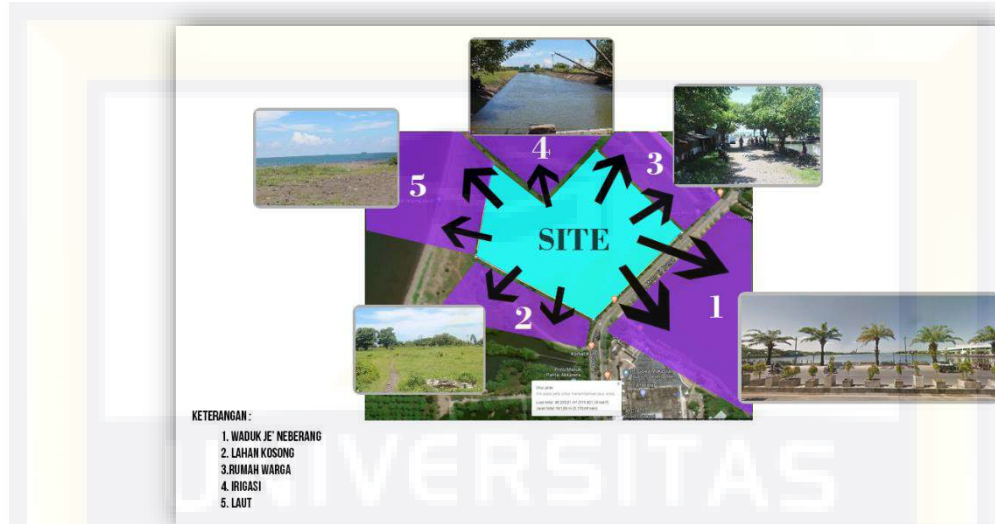 4
3
5
SITE
1
2
KETERANGAN :
1. WADUK JE' NEBERANG
2. LAHAN KOSONG
3.RUMAH WARGA
4. IRIGASI
5. LAUT
UNIVERSITAS